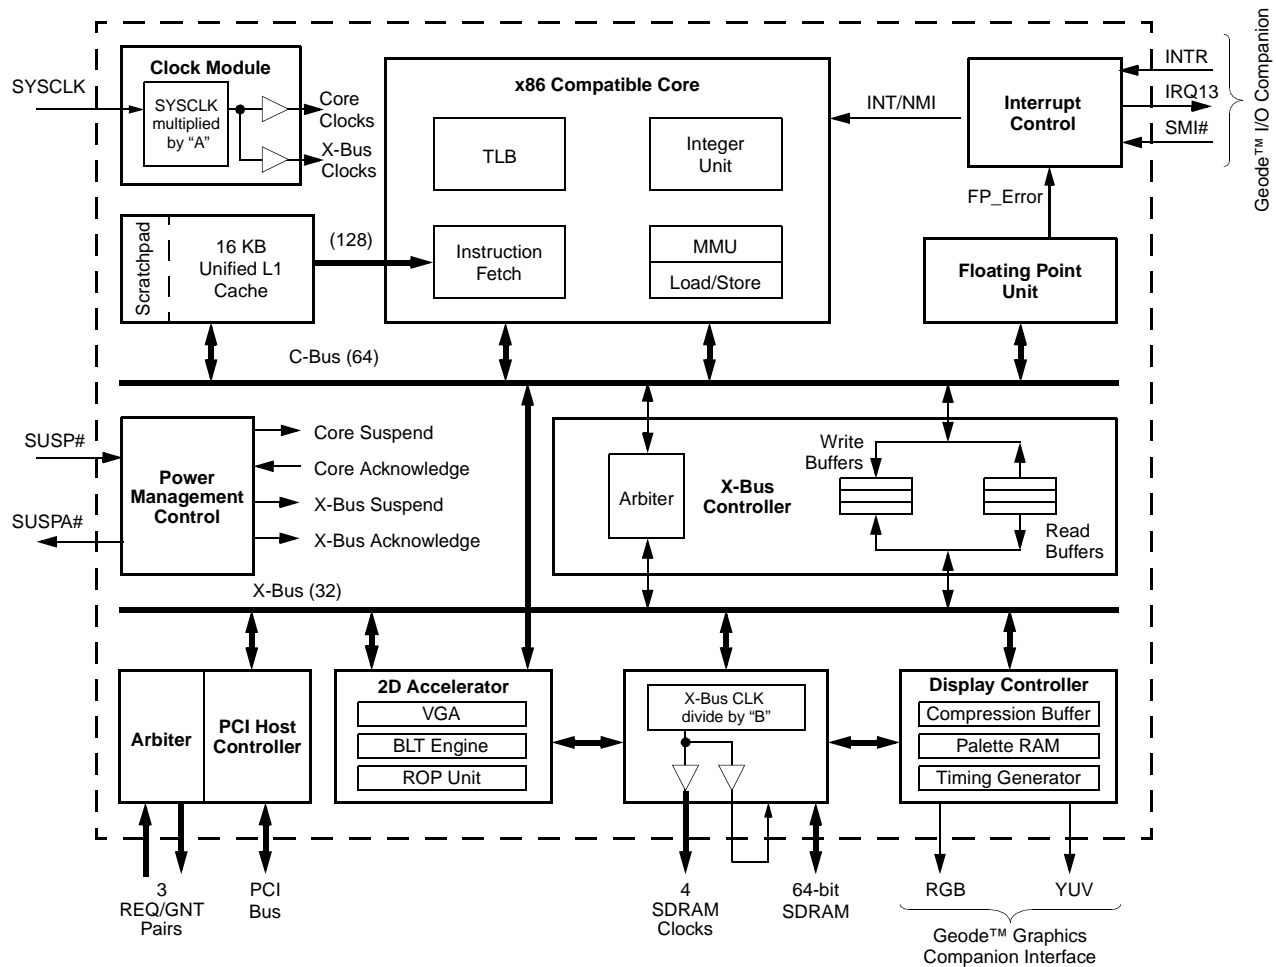 Clock Module
SYSCLK
SYSCLK
multiplied
by “A”
Core
Clocks
X-Bus
Clocks
x86 Compatible Core
TLB
Integer
Unit
Instruction
Fetch
MMU
Load/Store
INT/NMI
Interrupt
Control
INTR
IRQ13
SMI#
Geode™ I/O Companion
FP_Error
Floating Point
Unit
Scratchpad
16 KB
Unified L1
Cache
(128)
C-Bus (64)
SUSP#
SUSPA#
Power
Management
Control
Core Suspend
Core Acknowledge
X-Bus Suspend
X-Bus Acknowledge
Arbiter
X-Bus
Controller
Write
Buffers
Read
Buffers
X-Bus (32)
Arbiter
PCI Host
Controller
2D Accelerator
VGA
BLT Engine
ROP Unit
X-Bus CLK
divide by “B”
Display Controller
Compression Buffer
Palette RAM
Timing Generator
3
REQ/GNT
Pairs
PCI
Bus
4
SDRAM
Clocks
64-bit
SDRAM
RGB
YUV
Geode™ Graphics
Companion Interface